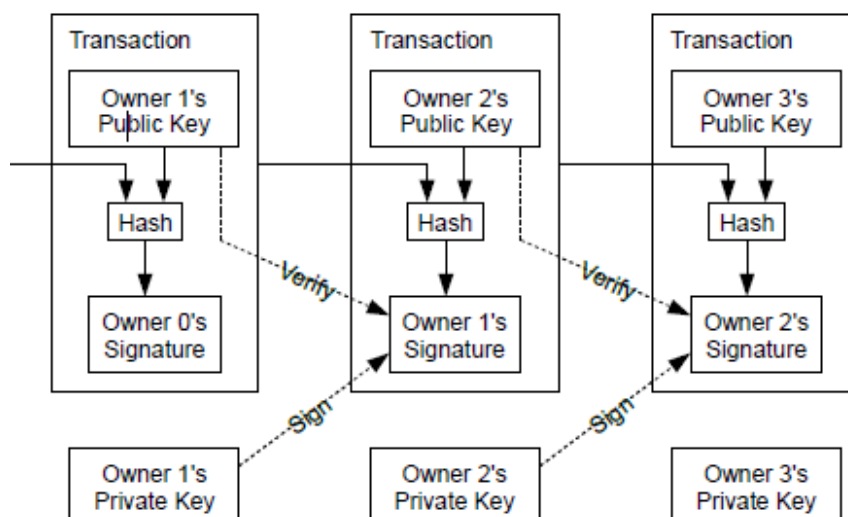 Transaction
Transaction
Transaction
Owner 1's
Public Key
Owner 2's
Public Key
Owner 3's
Public Key
Hash
Hash
Hash
Verify
Verify
Owner 0's
Signature
Owner 1's
Signature
Owner 2's
Signature
Sign
Sign
Owner 1's
Private Key
Owner 2's
Private Key
Owner 3's
Private Key